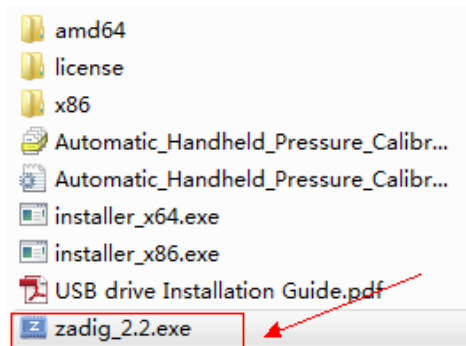 amd64
license
x86
Automatic_Handheld_Pressure_Calibr...
Automatic_Handheld_Pressure_Calibr...
installer_x64.exe
installer_x86.exe
USB drive Installation Guide.pdf
zadig_2.2.exe